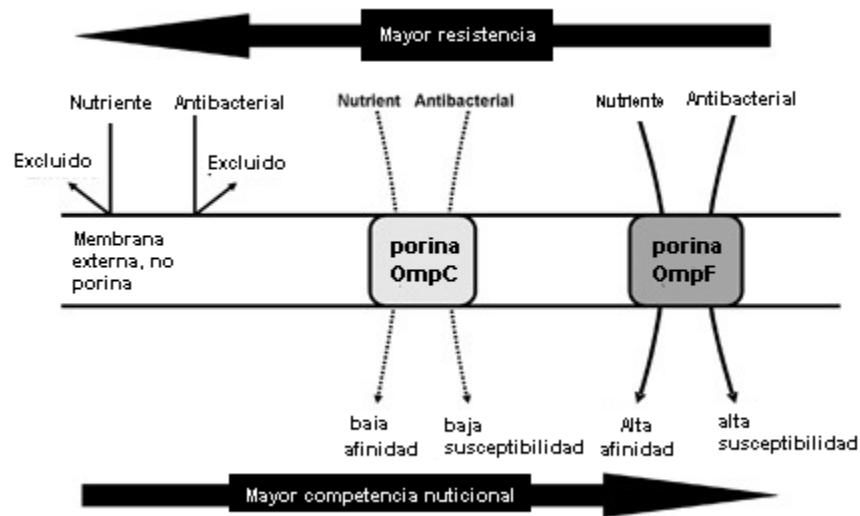 Mayor resistencia
Nutriente Antibacterial Nutrient Antibacterial Nutriente Antibacterial
Excluido Excluido
Membrana
externa, no
porina
porina
OmpC
porina
OmpF
baia
afinidad
baja
susceptibilidad
Alta
afinidad
alta
susceptibilidad
Mayor competencia nuticional